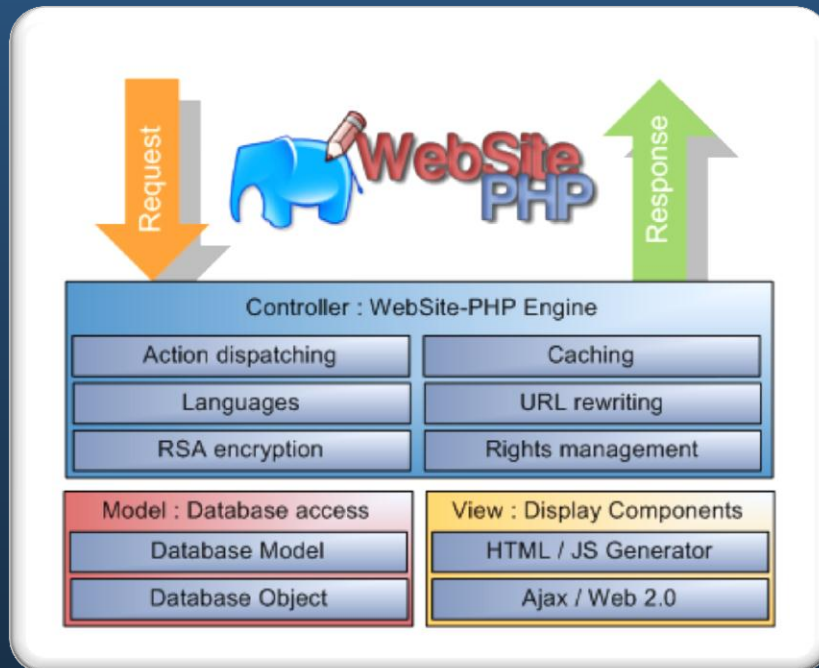 Request
WebSite
PHP
Response
Controller : WebSite-PHP Engine
Action dispatching
Caching
Languages
URL rewriting
RSA encryption
Rights management
Model : Database access
Database Model
Database Object
View : Display Components
HTML / JS Generator
Ajax / Web 2.0